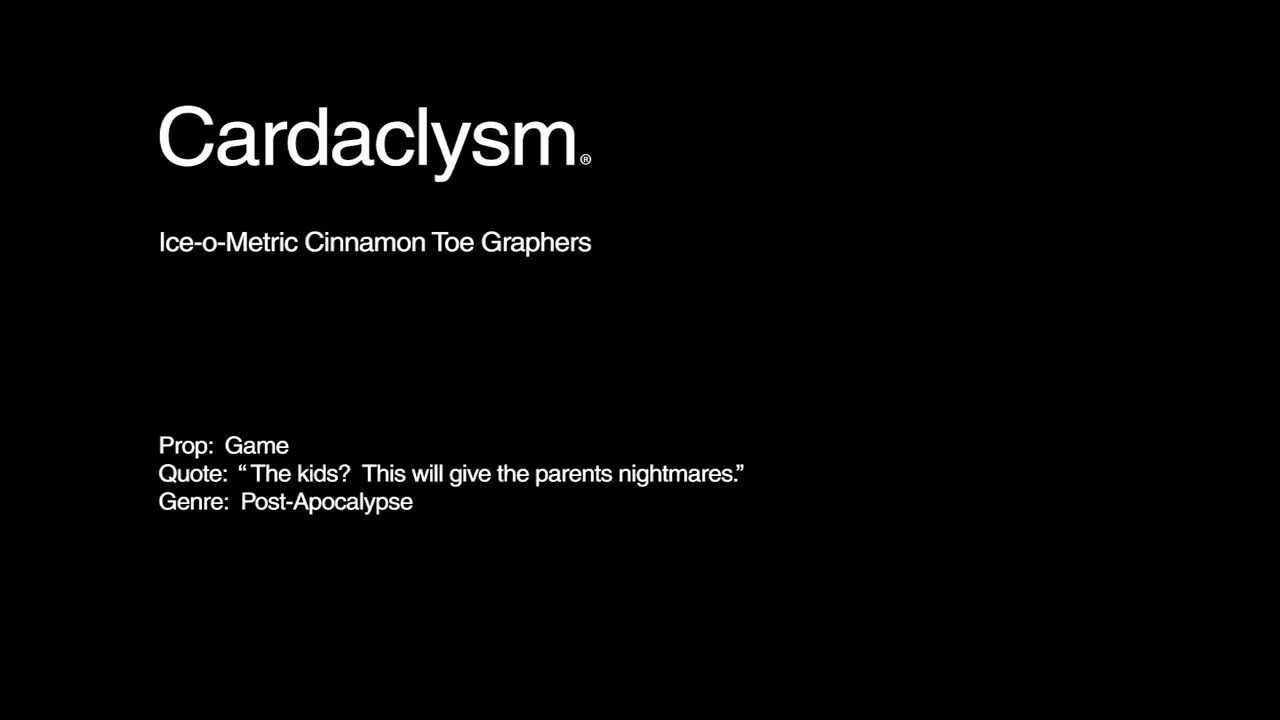 Cardaclysm®
Ice-o-Metric Cinnamon Toe Graphers
Prop: Game
Quote: “ The kids? This will give the parents nightmares.”
Genre: Post-Apocalypse